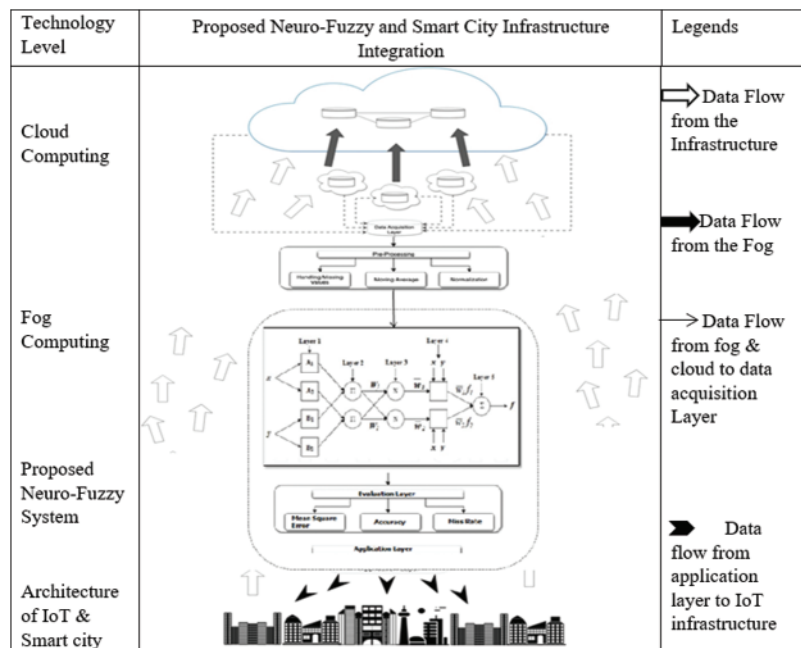 Technology
Level
Proposed Neuro-Fuzzy and Smart City Infrastructure
Integration
Legends
Cloud
Computing
Fog
Computing
Proposed
Neuro-Fuzzy
System
Architecture
of IoT &
Smart city
Data Acquisition
Layer
Pre-Processing
Handling Missing
Values
Moving Average
Normalization
Layer 1
Layer 2
Layer 3
Layer 4
Layer 5
x
y
A₁
A₂
B₁
B₂
Π
Π
N
N
x y
x y
Σ
f
Evaluation Layer
Mean Square
Error
Accuracy
Miss Rate
Application Layer
Data Flow
from the
Infrastructure
Data Flow
from the Fog
Data Flow
from fog &
cloud to data
acquisition
Layer
Data
flow from
application
layer to IoT
infrastructure